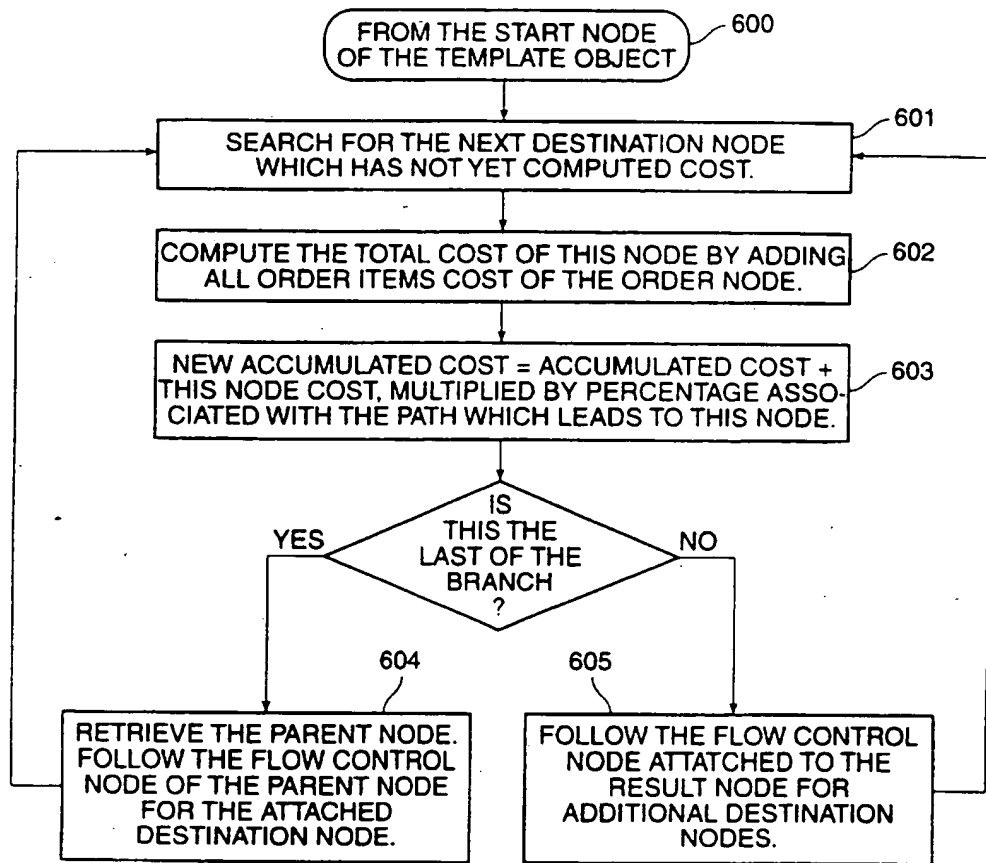 FROM THE START NODE
OF THE TEMPLATE OBJECT
600
601
SEARCH FOR THE NEXT DESTINATION NODE
WHICH HAS NOT YET COMPUTED COST.
COMPUTE THE TOTAL COST OF THIS NODE BY ADDING
ALL ORDER ITEMS COST OF THE ORDER NODE.
602
NEW ACCUMULATED COST = ACCUMULATED COST +
THIS NODE COST, MULTIPLIED BY PERCENTAGE ASSO-
CIATED WITH THE PATH WHICH LEADS TO THIS NODE.
603
IS
THIS THE
LAST OF THE
BRANCH
?
YES
NO
604
RETRIEVE THE PARENT NODE.
FOLLOW THE FLOW CONTROL
NODE OF THE PARENT NODE
FOR THE ATTACHED
DESTINATION NODE.
605
FOLLOW THE FLOW CONTROL
NODE ATTATCHED TO THE
RESULT NODE FOR
ADDITIONAL DESTINATION
NODES.